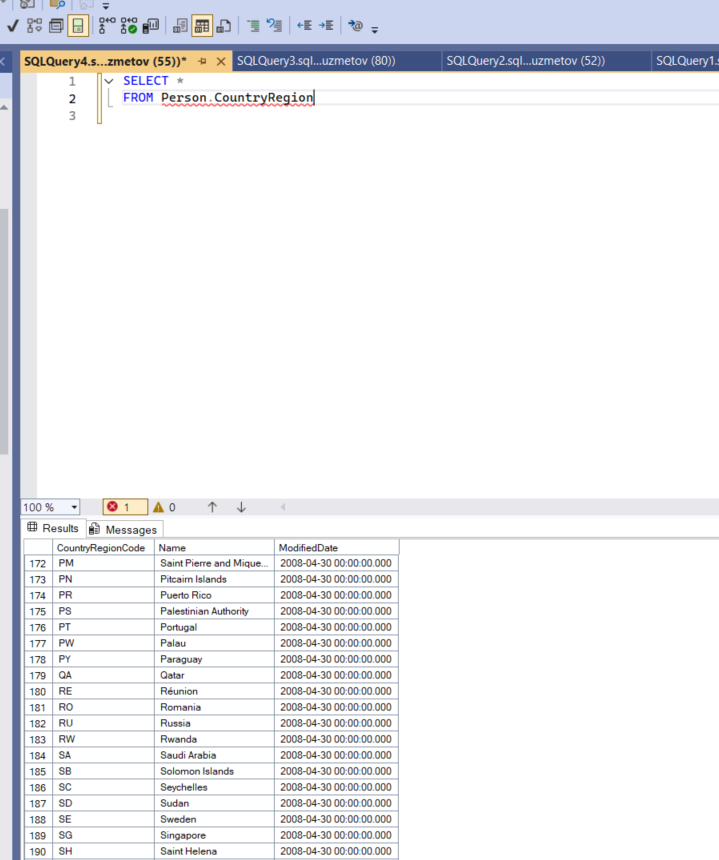 SQLQuery4.s...zmetov (55))* SQLQuery3.sql...uzmetov (80)) SQLQuery2.sql...uzmetov (52)) SQLQuery1.s
1 SELECT *
2 FROM Person.CountryRegion
3
100 % 1 0
Results Messages
CountryRegionCode Name ModifiedDate
172 PM Saint Pierre and Mique... 2008-04-30 00:00:00.000
173 PN Pitcairn Islands 2008-04-30 00:00:00.000
174 PR Puerto Rico 2008-04-30 00:00:00.000
175 PS Palestinian Authority 2008-04-30 00:00:00.000
176 PT Portugal 2008-04-30 00:00:00.000
177 PW Palau 2008-04-30 00:00:00.000
178 PY Paraguay 2008-04-30 00:00:00.000
179 QA Qatar 2008-04-30 00:00:00.000
180 RE Réunion 2008-04-30 00:00:00.000
181 RO Romania 2008-04-30 00:00:00.000
182 RU Russia 2008-04-30 00:00:00.000
183 RW Rwanda 2008-04-30 00:00:00.000
184 SA Saudi Arabia 2008-04-30 00:00:00.000
185 SB Solomon Islands 2008-04-30 00:00:00.000
186 SC Seychelles 2008-04-30 00:00:00.000
187 SD Sudan 2008-04-30 00:00:00.000
188 SE Sweden 2008-04-30 00:00:00.000
189 SG Singapore 2008-04-30 00:00:00.000
190 SH Saint Helena 2008-04-30 00:00:00.000